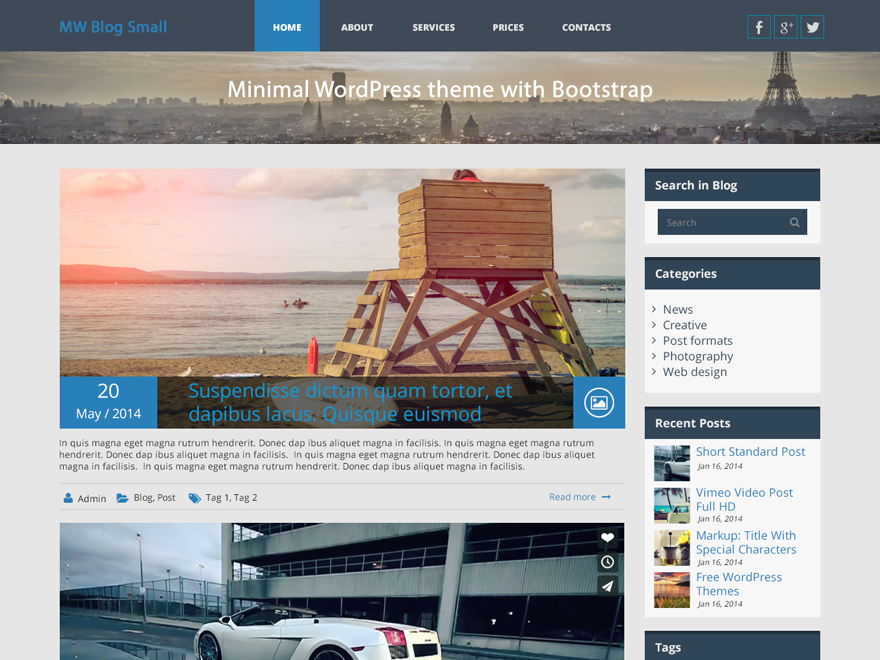 MW Blog Small
HOME
ABOUT
SERVICES
PRICES
CONTACTS
Minimal WordPress theme with Bootstrap
20
May / 2014
Suspendisse dictum quam tortor, et
dapibus lacus. Quisque euismod
In quis magna eget magna rutrum hendrerit. Donec dap ibus aliquet magna in facilisis. In quis magna eget magna rutrum
hendrerit. Donec dap ibus aliquet magna in facilisis.  In quis magna eget magna rutrum hendrerit. Donec dap ibus aliquet
magna in facilisis.  In quis magna eget magna rutrum hendrerit. Donec dap ibus aliquet magna in facilisis.
Admin
Blog, Post
Tag 1, Tag 2
Read more
Search in Blog
Search
Categories
News
Creative
Post formats
Photography
Web design
Recent Posts
Short Standard Post
Jan 16, 2014
Vimeo Video Post
Full HD
Jan 16, 2014
Markup: Title With
Special Characters
Jan 16, 2014
Free WordPress
Themes
Jan 16, 2014
Tags